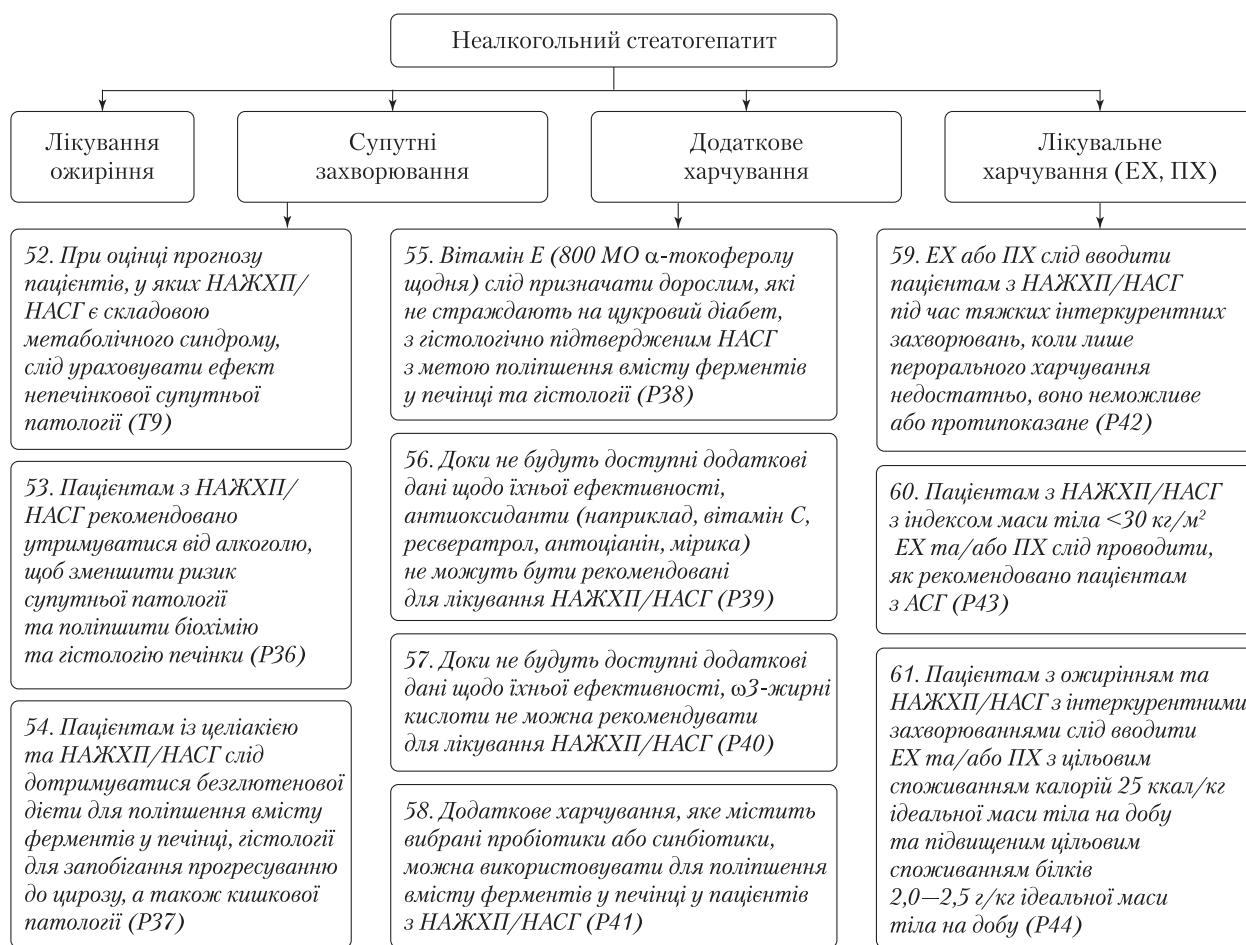 Неалкогольний стеатогепатит
Лікування
ожиріння
Супутні
захворювання
Додаткове
харчування
Лікувальне
харчування (ЕХ, ПХ)
52. При оцінці прогнозу
пацієнтів, у яких НАЖХП/
НАСГ є складовою
метаболічного синдрому,
слід ураховувати ефект
непечінкової супутньої
патології (Т9)
53. Пацієнтам з НАЖХП/
НАСГ рекомендовано
утримуватися від алкоголю,
щоб зменшити ризик
супутньої патології
та поліпшити біохімію
та гістологію печінки (Р36)
54. Пацієнтам із целіакією
та НАЖХП/НАСГ слід
дотримуватися безглютенової
дієти для поліпшення вмісту
ферментів у печінці, гістології
для запобігання прогресуванню
до цирозу, а також кишкової
патології (Р37)
55. Вітамін Е (800 МО α-токоферолу
щодня) слід призначати дорослим, які
не страждають на цукровий діабет,
з гістологічно підтвердженим НАСГ
з метою поліпшення вмісту ферментів
у печінці та гістології (Р38)
56. Доки не будуть доступні додаткові
дані щодо їхньої ефективності,
антиоксиданти (наприклад, вітамін С,
ресвератрол, антоціанін, мірика)
не можуть бути рекомендовані
для лікування НАЖХП/НАСГ (Р39)
57. Доки не будуть доступні додаткові
дані щодо їхньої ефективності, ω3-жирні
кислоти не можна рекомендувати
для лікування НАЖХП/НАСГ (Р40)
58. Додаткове харчування, яке містить
вибрані пробіотики або синбіотики,
можна використовувати для поліпшення
вмісту ферментів у печінці у пацієнтів
з НАЖХП/НАСГ (Р41)
59. ЕХ або ПХ слід вводити
пацієнтам з НАЖХП/НАСГ
під час тяжких інтеркурентних
захворювань, коли лише
перорального харчування
недостатньо, воно неможливе
або протипоказане (Р42)
60. Пацієнтам з НАЖХП/НАСГ
з індексом маси тіла <30 кг/м²
ЕХ та/або ПХ слід проводити,
як рекомендовано пацієнтам
з АСГ (Р43)
61. Пацієнтам з ожирінням та
НАЖХП/НАСГ з інтеркурентними
захворюваннями слід вводити
ЕХ та/або ПХ з цільовим
споживанням калорій 25 ккал/кг
ідеальної маси тіла на добу
та підвищеним цільовим
споживанням білків
2,0—2,5 г/кг ідеальної маси
тіла на добу (Р44)